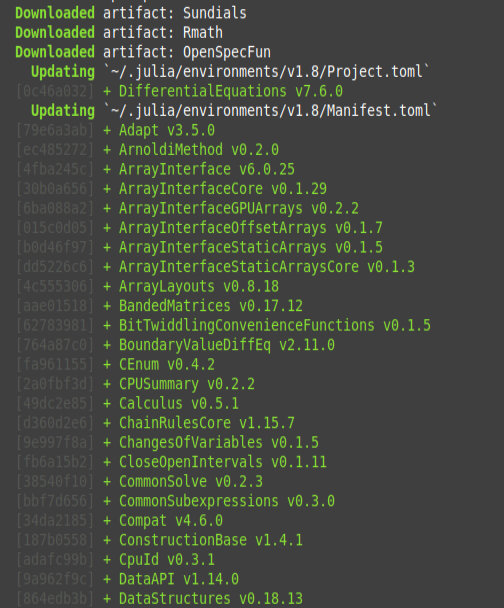 Downloaded artifact: Sundials
Downloaded artifact: Rmath
Downloaded artifact: OpenSpecFun
Updating `~/.julia/environments/v1.8/Project.toml`
[0c46a032] + DifferentialEquations v7.6.0
Updating `~/.julia/environments/v1.8/Manifest.toml`
[79e6a3ab] + Adapt v3.5.0
[ec485272] + ArnoldiMethod v0.2.0
[4fba245c] + ArrayInterface v6.0.25
[30b0a656] + ArrayInterfaceCore v0.1.29
[6ba088a2] + ArrayInterfaceGPUArrays v0.2.2
[015c0d05] + ArrayInterfaceOffsetArrays v0.1.7
[b0d46f97] + ArrayInterfaceStaticArrays v0.1.5
[dd5226c6] + ArrayInterfaceStaticArraysCore v0.1.3
[4c555306] + ArrayLayouts v0.8.18
[aae01518] + BandedMatrices v0.17.12
[62783981] + BitTwiddlingConvenienceFunctions v0.1.5
[764a87c0] + BoundaryValueDiffEq v2.11.0
[fa961155] + CEnum v0.4.2
[2a0fbf3d] + CPUSummary v0.2.2
[49dc2e85] + Calculus v0.5.1
[d360d2e6] + ChainRulesCore v1.15.7
[9e997f8a] + ChangesOfVariables v0.1.5
[fb6a15b2] + CloseOpenIntervals v0.1.11
[38540f10] + CommonSolve v0.2.3
[bbf7d656] + CommonSubexpressions v0.3.0
[34da2185] + Compat v4.6.0
[187b0558] + ConstructionBase v1.4.1
[adafc99b] + CpuId v0.3.1
[9a962f9c] + DataAPI v1.14.0
[864edb3b] + DataStructures v0.18.13